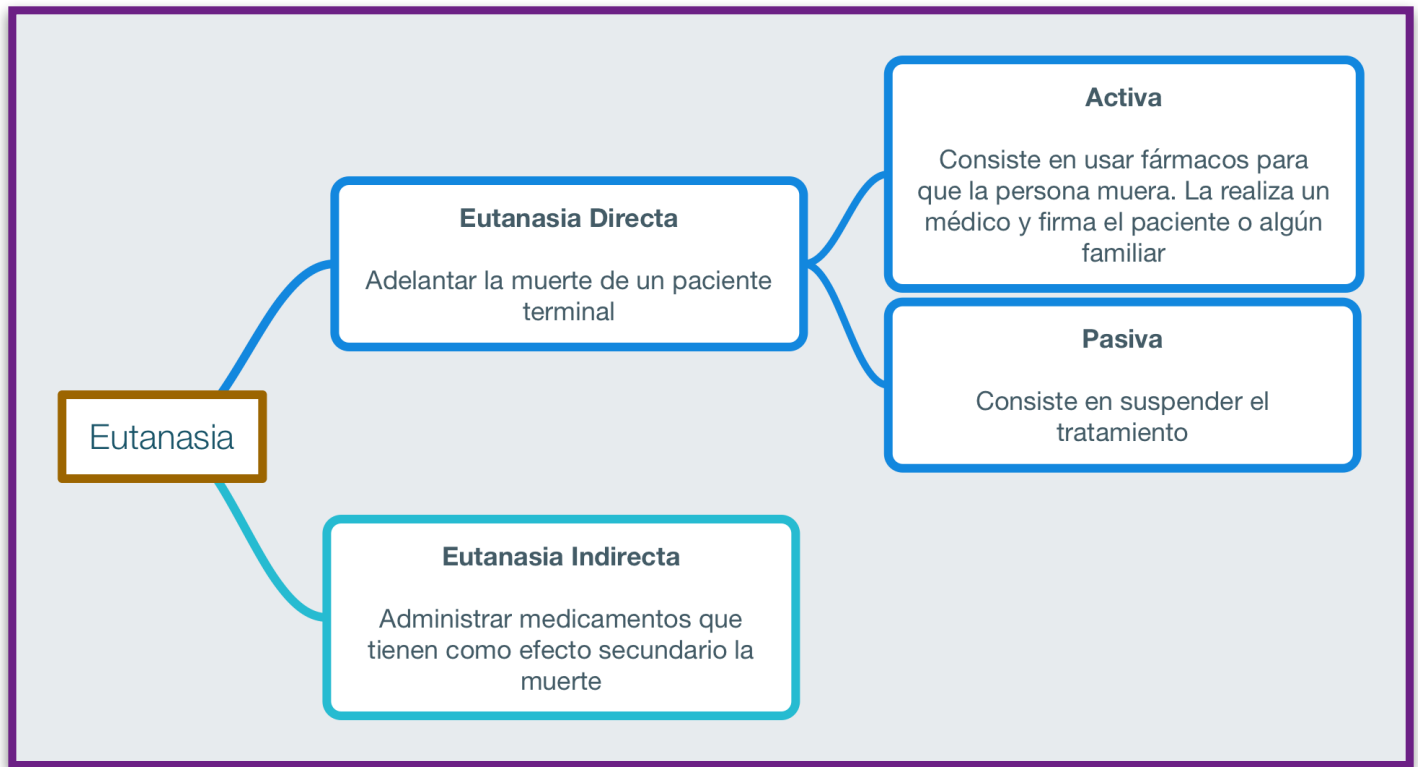 Eutanasia
Eutanasia Directa
Adelantar la muerte de un paciente
terminal
Activa
Consiste en usar fármacos para
que la persona muera. La realiza un
médico y firma el paciente o algún
familiar
Pasiva
Consiste en suspender el
tratamiento
Eutanasia Indirecta
Administrar medicamentos que
tienen como efecto secundario la
muerte